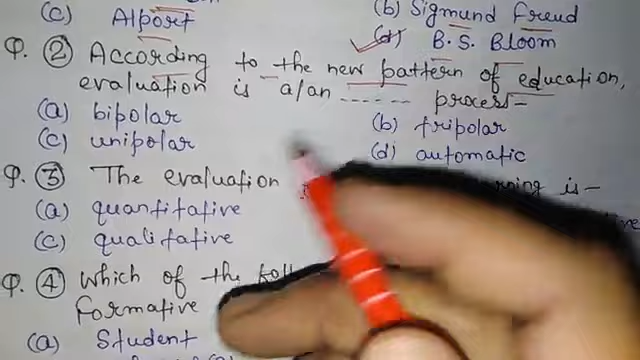 (c) Alport
(b) Sigmund Freud
(d) B.S. Bloom
Q. (2) According to the new pattern of education,
evaluation is a/an ------ process-
(a) bipolar
(b) tripolar
(c) unipolar
(d) automatic
Q. (3) The evaluation is-
(a) quantitative
(c) qualitative
Q. (4) Which of the
formative
(a) Student